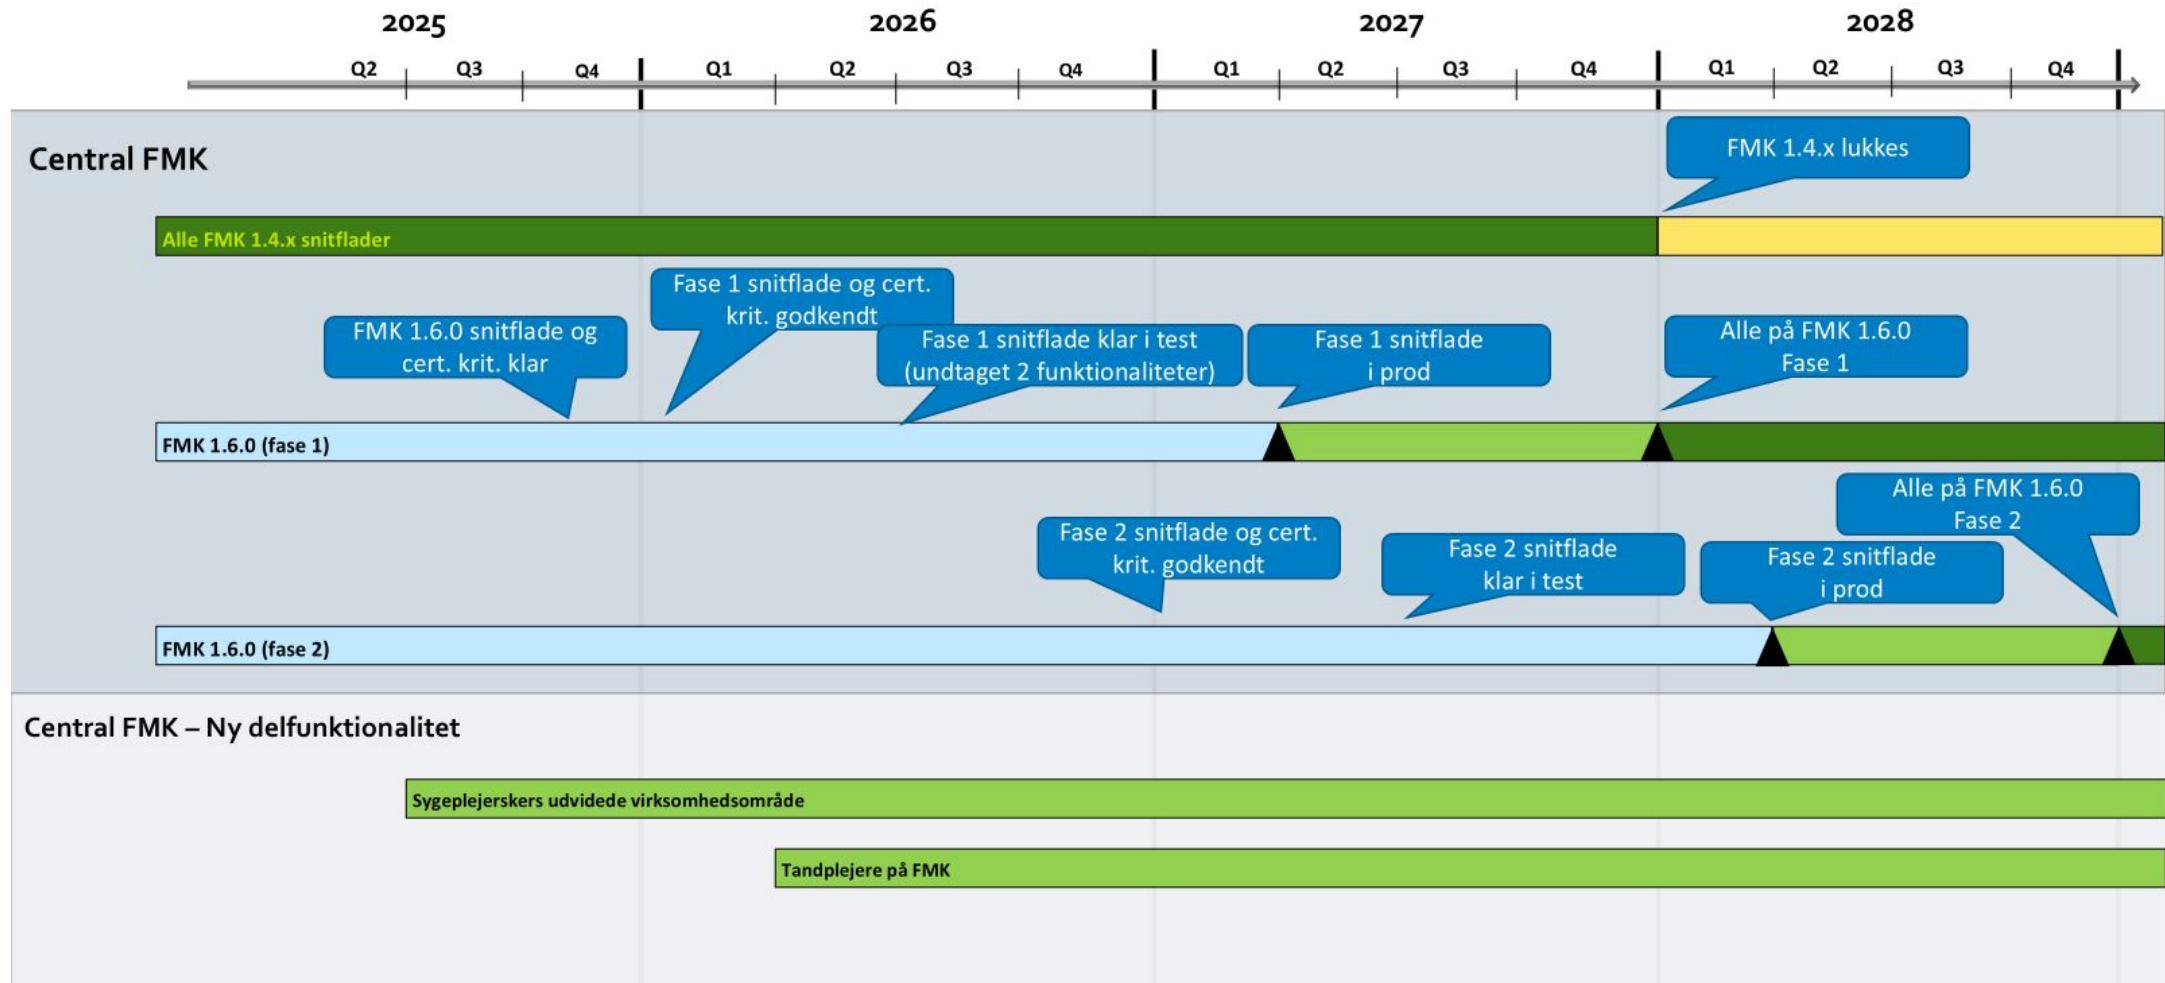 2025
2026
2027
2028
Q2
Q3
Q4
Q1
Q2
Q3
Q4
Q1
Q2
Q3
Q4
Q1
Q2
Q3
Q4
Central FMK
FMK 1.4.x lukkes
Alle FMK 1.4.x snitflader
Fase 1 snitflade og cert.
krit. godkendt
FMK 1.6.0 snitflade og
cert. krit. klar
Fase 1 snitflade klar i test
(undtaget 2 funktionaliteter)
Fase 1 snitflade
i prod
Alle på FMK 1.6.0
Fase 1
FMK 1.6.0 (fase 1)
Alle på FMK 1.6.0
Fase 2
Fase 2 snitflade og cert.
krit. godkendt
Fase 2 snitflade
klar i test
Fase 2 snitflade
i prod
FMK 1.6.0 (fase 2)
Central FMK – Ny delfunktionalitet
Sygeplejerskers udvidede virksomhedsområde
Tandplejere på FMK